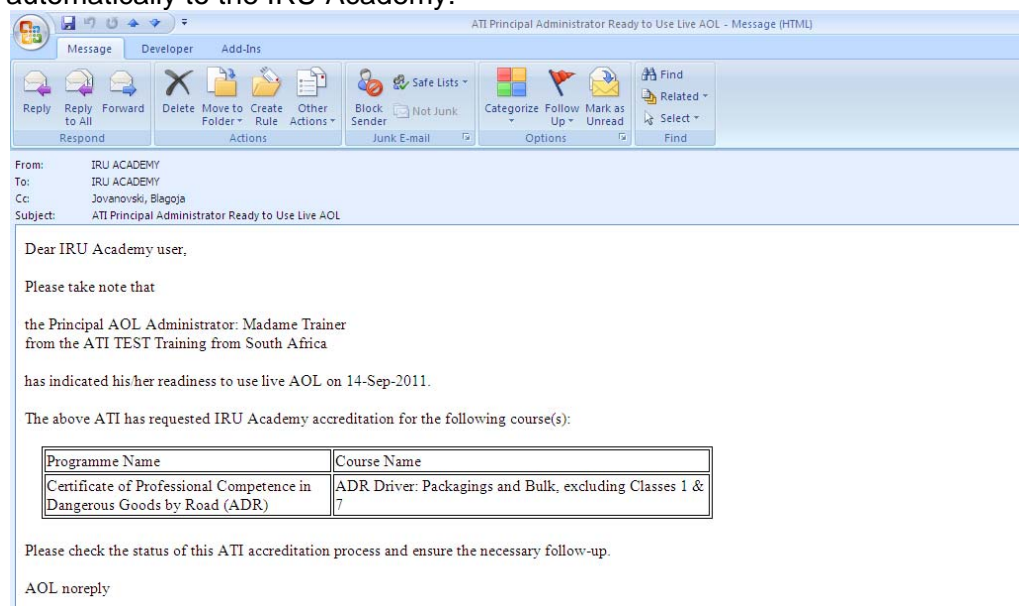 automatically to the IRU Academy.
ATI Principal Administrator Ready to Use Live AOL - Message (HTML)
Message Developer Add-Ins
Reply Reply to All Forward Delete Move to Folder Create Rule Other Actions Block Sender Safe Lists Not Junk Categorize Follow Up Mark as Unread Find Related Select
Respond Actions Junk E-mail Options Find
From: IRU ACADEMY
To: IRU ACADEMY
Cc: Jovanovski, Blagoja
Subject: ATI Principal Administrator Ready to Use Live AOL
Dear IRU Academy user,
Please take note that
the Principal AOL Administrator: Madame Trainer
from the ATI TEST Training from South Africa
has indicated his/her readiness to use live AOL on 14-Sep-2011.
The above ATI has requested IRU Academy accreditation for the following course(s):
Programme Name Course Name
Certificate of Professional Competence in ADR Driver: Packagings and Bulk, excluding Classes 1 &
Dangerous Goods by Road (ADR) 7
Please check the status of this ATI accreditation process and ensure the necessary follow-up.
AOL noreply